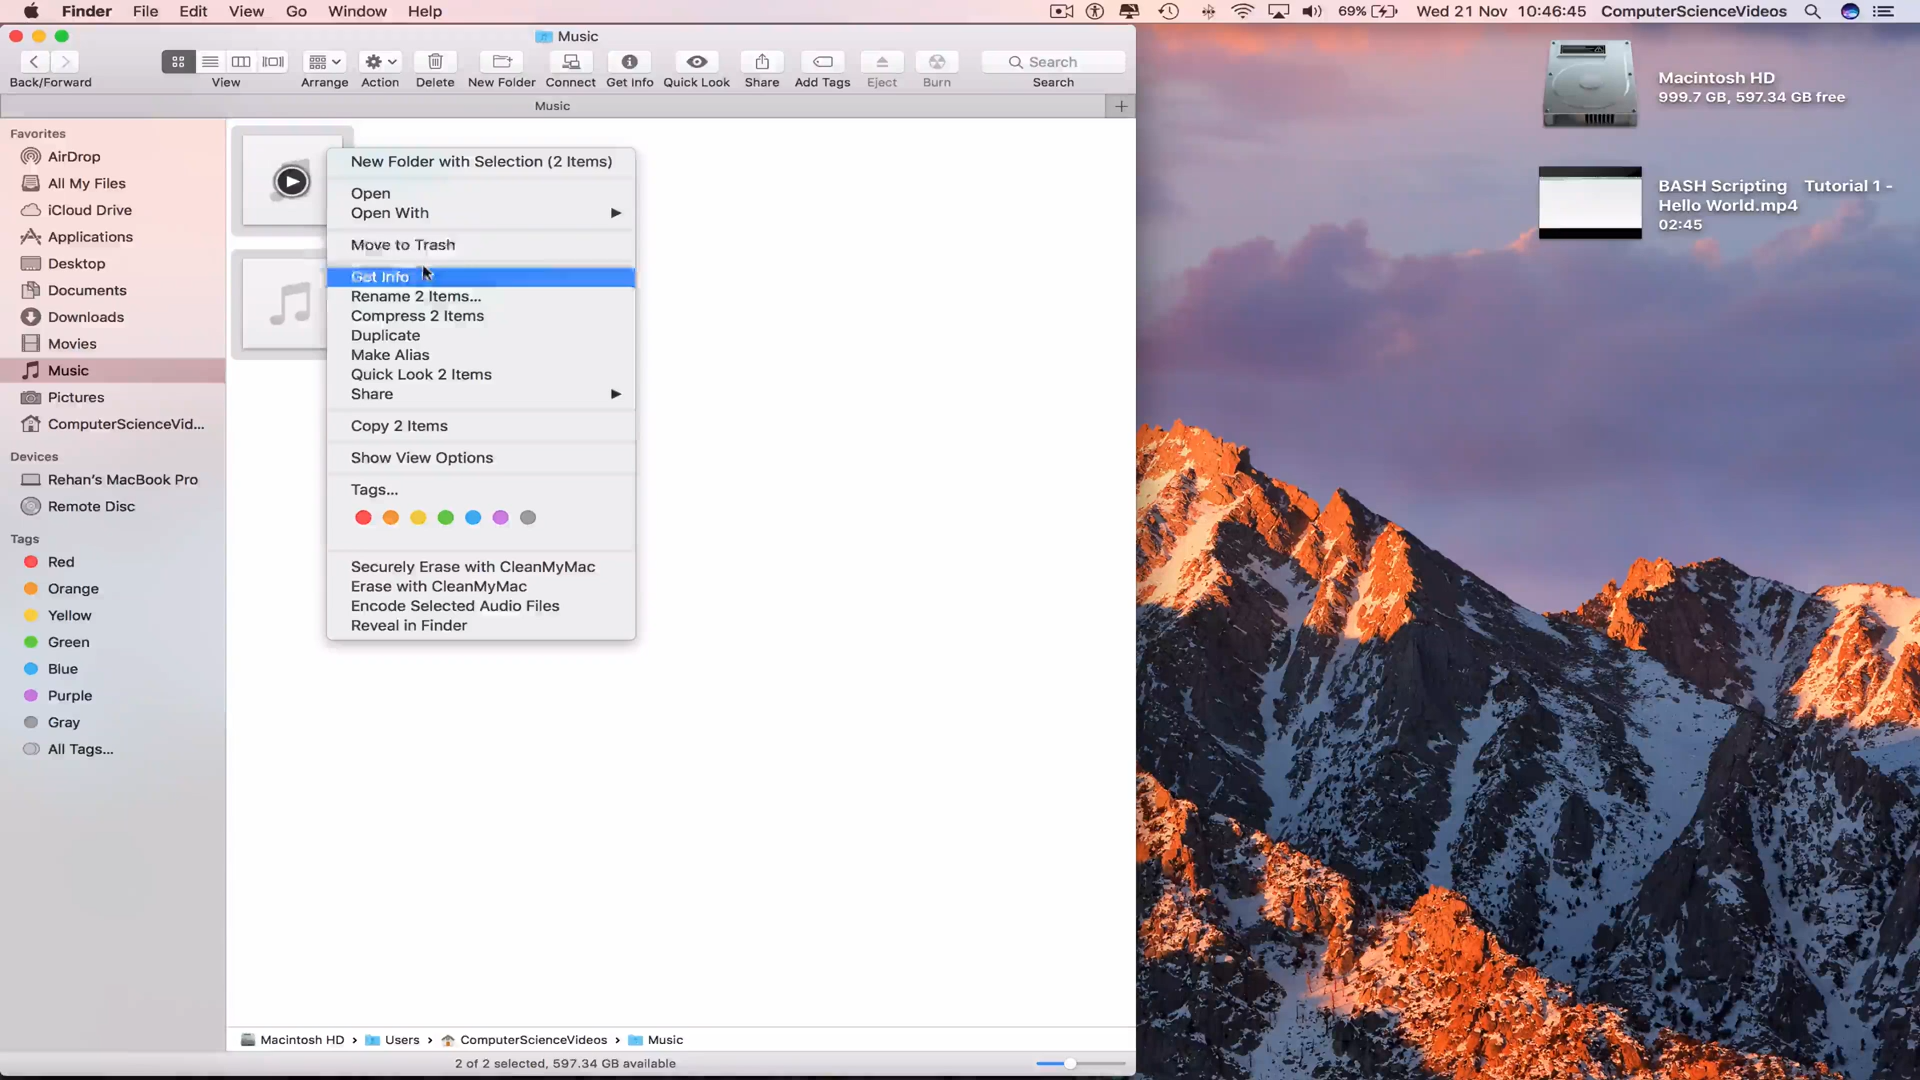 Finder File Edit View Go Window Help 69% Wed 21 Nov 10:46:45 ComputerScienceVideos
Music
Search
Back/Forward View Arrange Action Delete New Folder Connect Get Info Quick Look Share Add Tags Eject Burn Search
Music
Favorites
AirDrop
All My Files
iCloud Drive
Applications
Desktop
Documents
Downloads
Movies
Music
Pictures
ComputerScienceVid...
Devices
Rehan's MacBook Pro
Remote Disc
Tags
Red
Orange
Yellow
Green
Blue
Purple
Gray
All Tags...
New Folder with Selection (2 Items)
Open
Open With
Move to Trash
Get Info
Rename 2 Items...
Compress 2 Items
Duplicate
Make Alias
Quick Look 2 Items
Share
Copy 2 Items
Show View Options
Tags...
Securely Erase with CleanMyMac
Erase with CleanMyMac
Encode Selected Audio Files
Reveal in Finder
Macintosh HD › Users › ComputerScienceVideos › Music
2 of 2 selected, 597.34 GB available
Macintosh HD
999.7 GB, 597.34 GB free
BASH Scripting Tutorial 1 -
Hello World.mp4
02:45